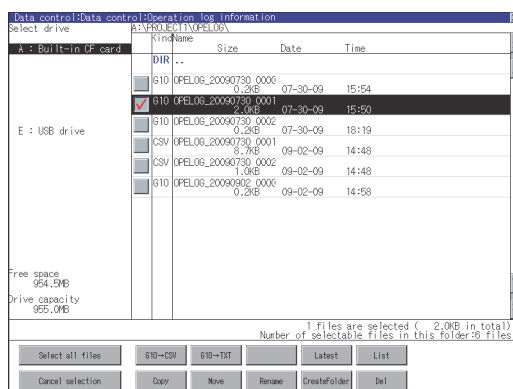 Data control:Data control:Operation log information
Select drive
A:\PROJECT1\OPELOG\
Kind Name
Size Date Time
A : Built-in CF card
DIR ..
G10 OPELOG_20090730_0000
0.2KB 07-30-09 15:54
G10 OPELOG_20090730_0001
2.0KB 07-30-09 15:50
G10 OPELOG_20090730_0002
0.2KB 07-30-09 18:19
E : USB drive
CSV OPELOG_20090730_0001
8.7KB 09-02-09 14:48
CSV OPELOG_20090730_0002
1.0KB 09-02-09 14:48
G10 OPELOG_20090902_0000
0.2KB 09-02-09 14:58
Free space
954.5MB
Drive capacity
955.0MB
1 files are selected ( 2.0KB in total)
Number of selectable files in this folder:6 files
Select all files
G10→CSV
G10→TXT
Latest
List
Cancel selection
Copy
Move
Rename
CreateFolder
Del